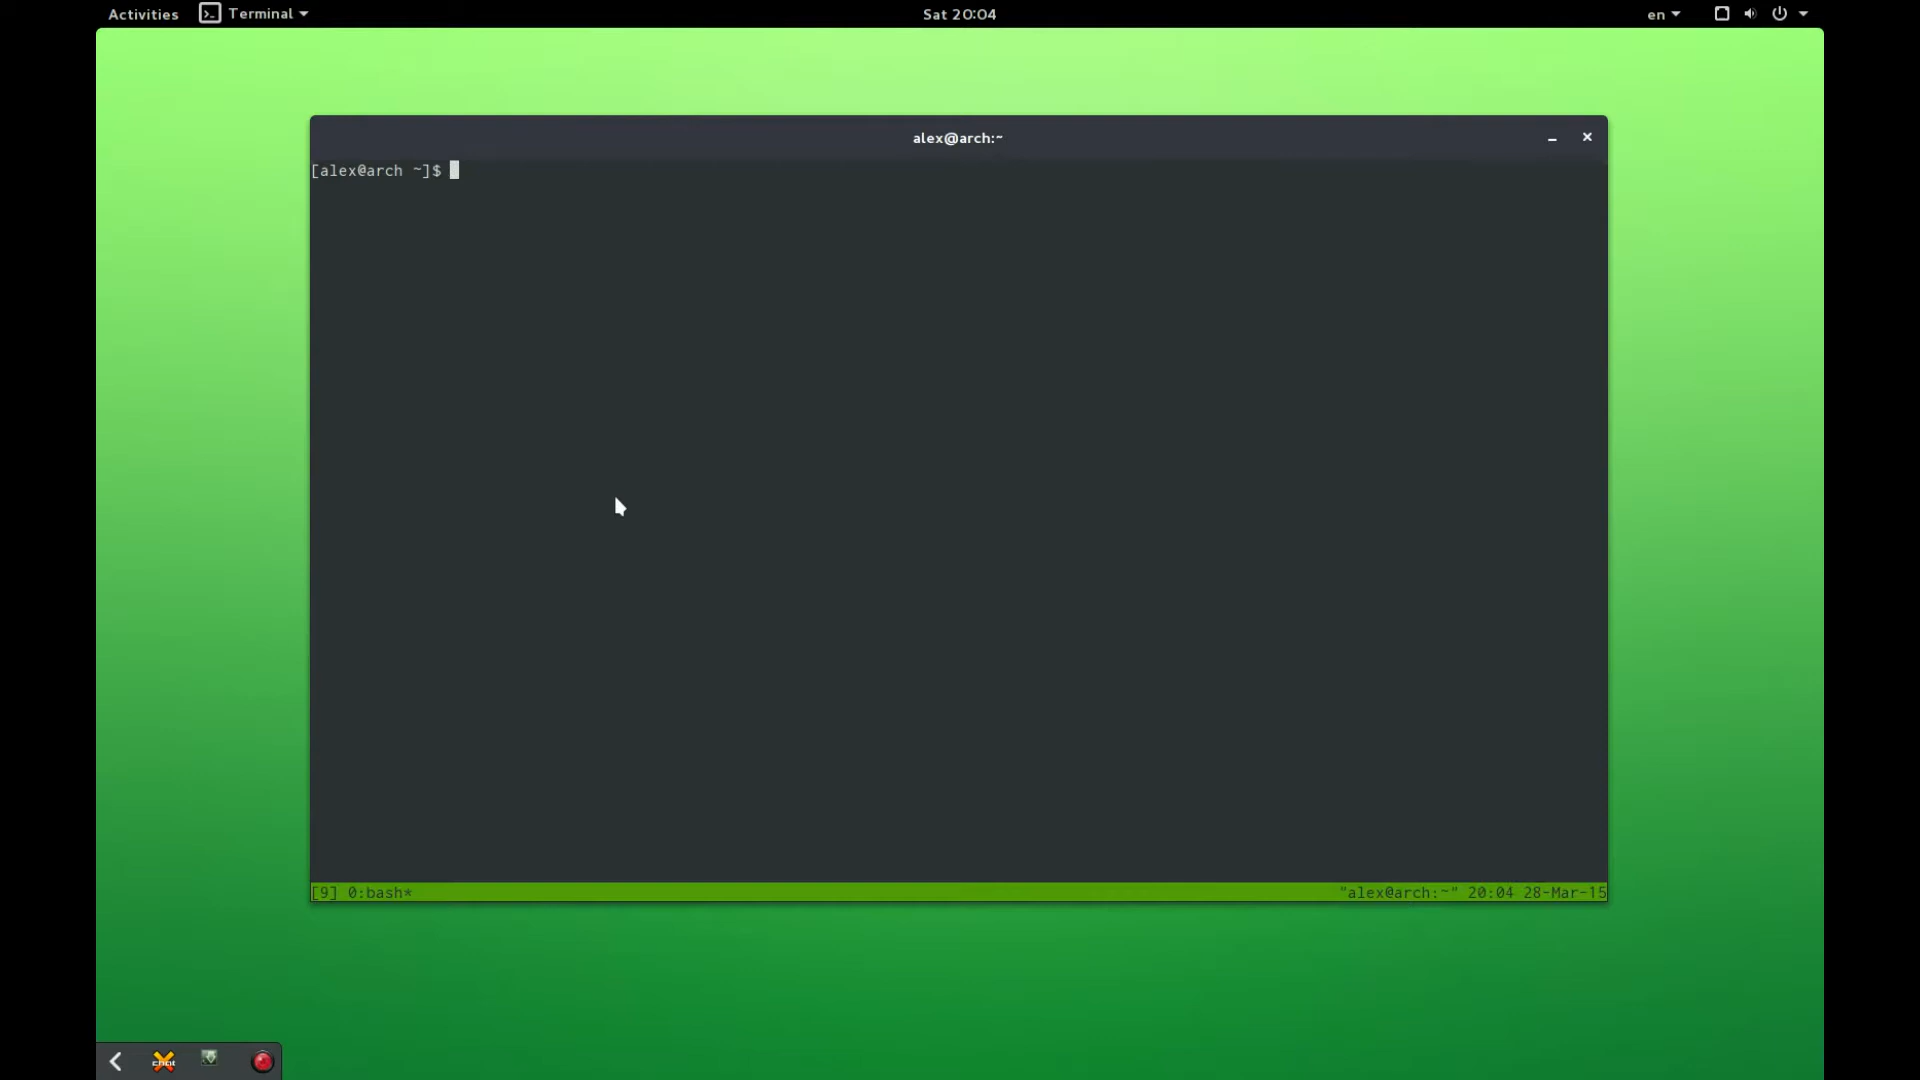 Activities Terminal Sat 20:04 en
alex@arch:~
[alex@arch ~]$
[9] 0:bash* "alex@arch:~" 20:04 28-Mar-15
chat